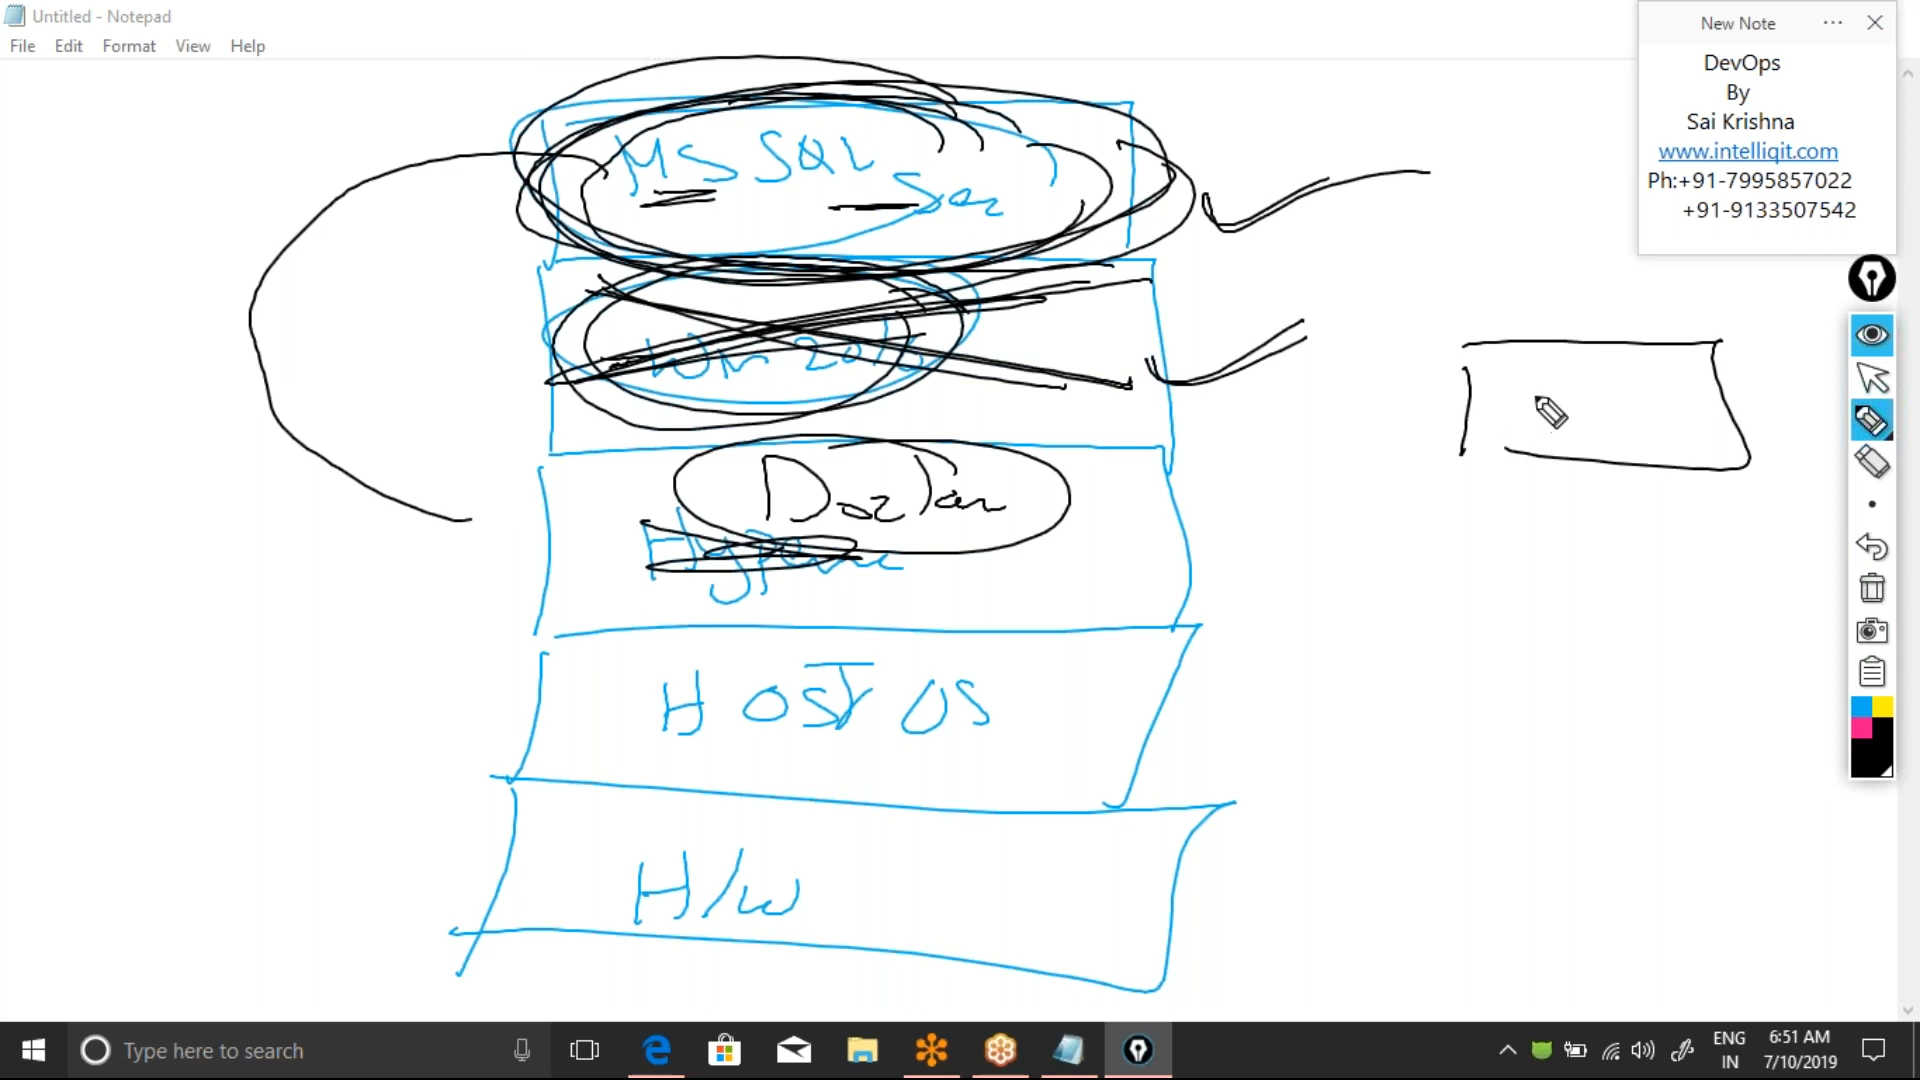 Untitled - Notepad
File Edit Format View Help
New Note
DevOps
By
Sai Krishna
www.intelliqit.com
Ph:+91-7995857022
+91-9133507542
MS SQL
Ser
Win 2016
HOST OS
H/w
Type here to search
ENG
IN
6:51 AM
7/10/2019